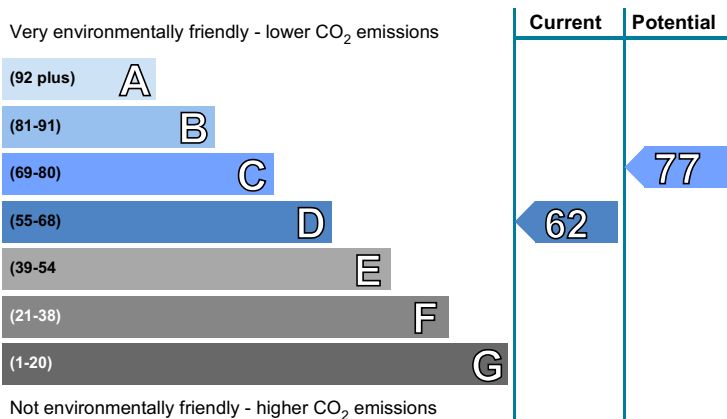 Very environmentally friendly - lower CO2 emissions
Current
Potential
(92 plus) A
(81-91) B
(69-80) C
77
(55-68) D
62
(39-54 E
(21-38) F
(1-20) G
Not environmentally friendly - higher CO2 emissions